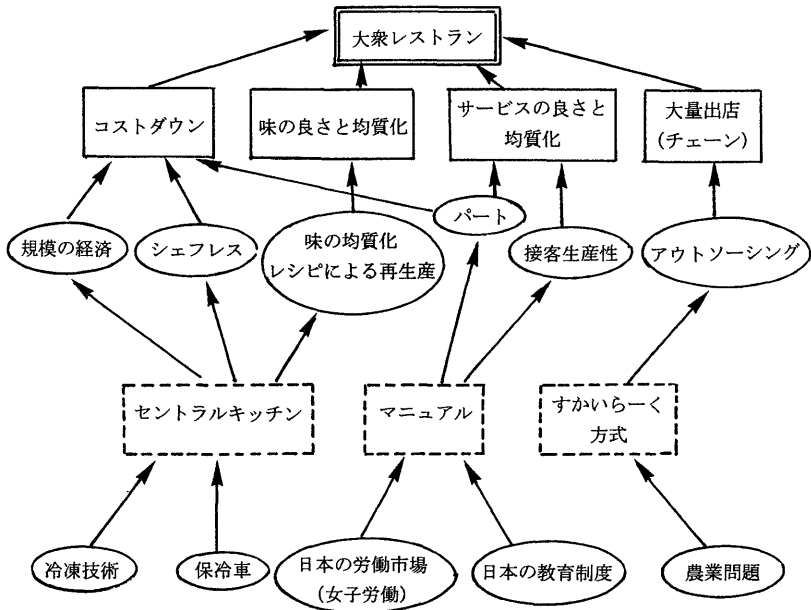 大衆レストラン
コストダウン
味の良さと均質化
サービスの良さと
均質化
大量出店
(チェーン)
規模の経済
シェフレス
味の均質化
レシピによる再生産
パート
接客生産性
アウトソーシング
セントラルキッチン
マニュアル
すかいらーく
方式
冷凍技術
保冷車
日本の労働市場
(女子労働)
日本の教育制度
農業問題